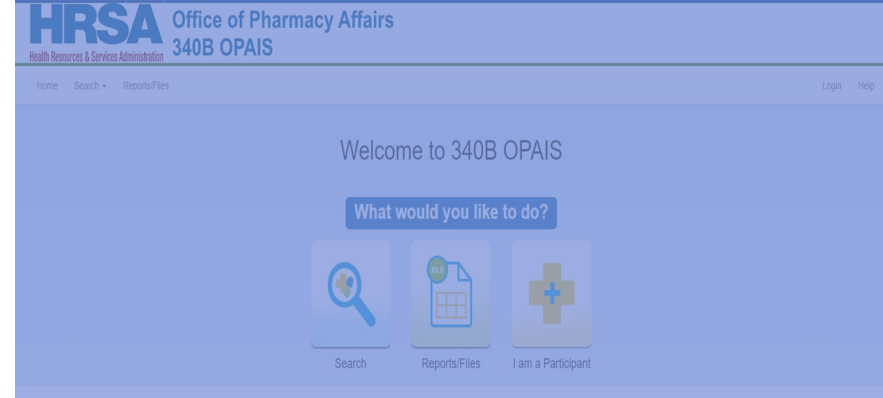 HRSA
Health Resources & Services Administration
Office of Pharmacy Affairs
340B OPAIS
Home Search Reports/Files Login Help
Welcome to 340B OPAIS
What would you like to do?
XLS
Search Reports/Files I am a Participant